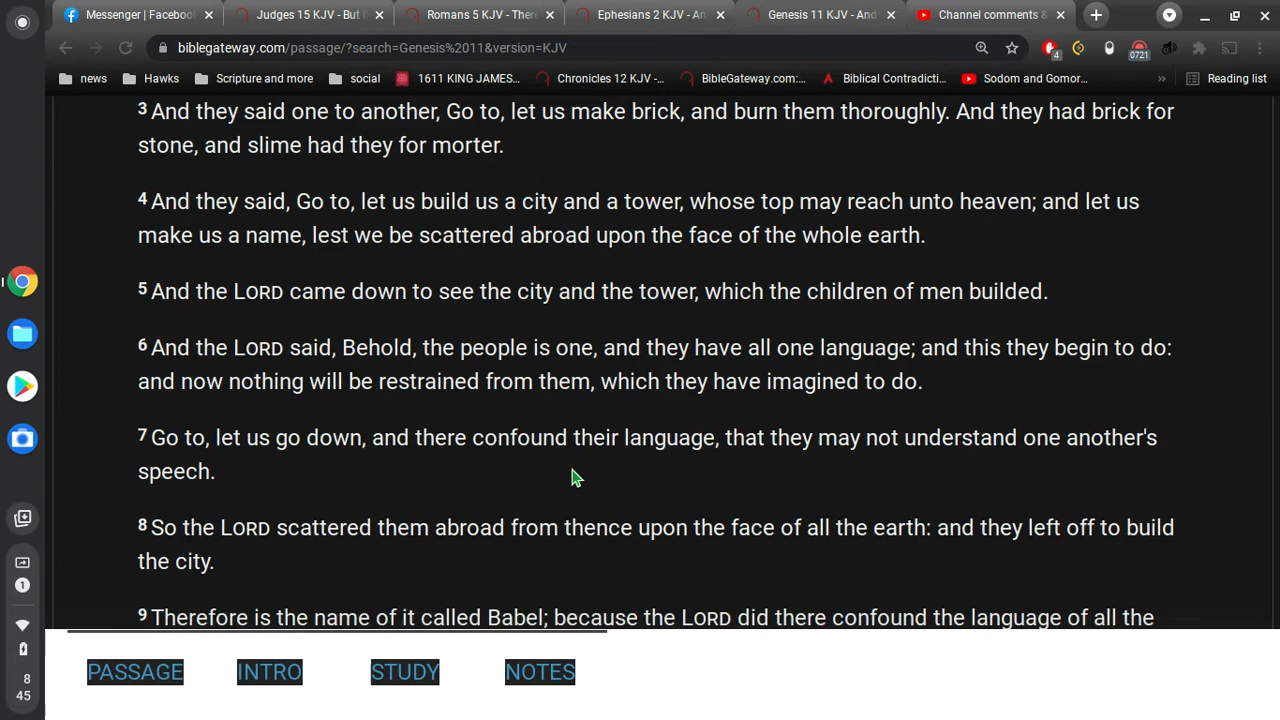 Messenger | Facebook
Judges 15 KJV - But i
Romans 5 KJV - There
Ephesians 2 KJV - An
Genesis 11 KJV - And
Channel comments &
biblegateway.com/passage/?search=Genesis%2011&version=KJV
4
0721
news
Hawks
Scripture and more
social
1611 KING JAMES...
Chronicles 12 KJV -...
BibleGateway.com:...
Biblical Contradicti...
Sodom and Gomor...
»
Reading list
3 And they said one to another, Go to, let us make brick, and burn them thoroughly. And they had brick for
stone, and slime had they for morter.
4 And they said, Go to, let us build us a city and a tower, whose top may reach unto heaven; and let us
make us a name, lest we be scattered abroad upon the face of the whole earth.
5 And the LORD came down to see the city and the tower, which the children of men builded.
6 And the LORD said, Behold, the people is one, and they have all one language; and this they begin to do:
and now nothing will be restrained from them, which they have imagined to do.
7 Go to, let us go down, and there confound their language, that they may not understand one another's
speech.
8 So the LORD scattered them abroad from thence upon the face of all the earth: and they left off to build
the city.
9 Therefore is the name of it called Babel; because the LORD did there confound the language of all the
PASSAGE
INTRO
STUDY
NOTES
1
8
45